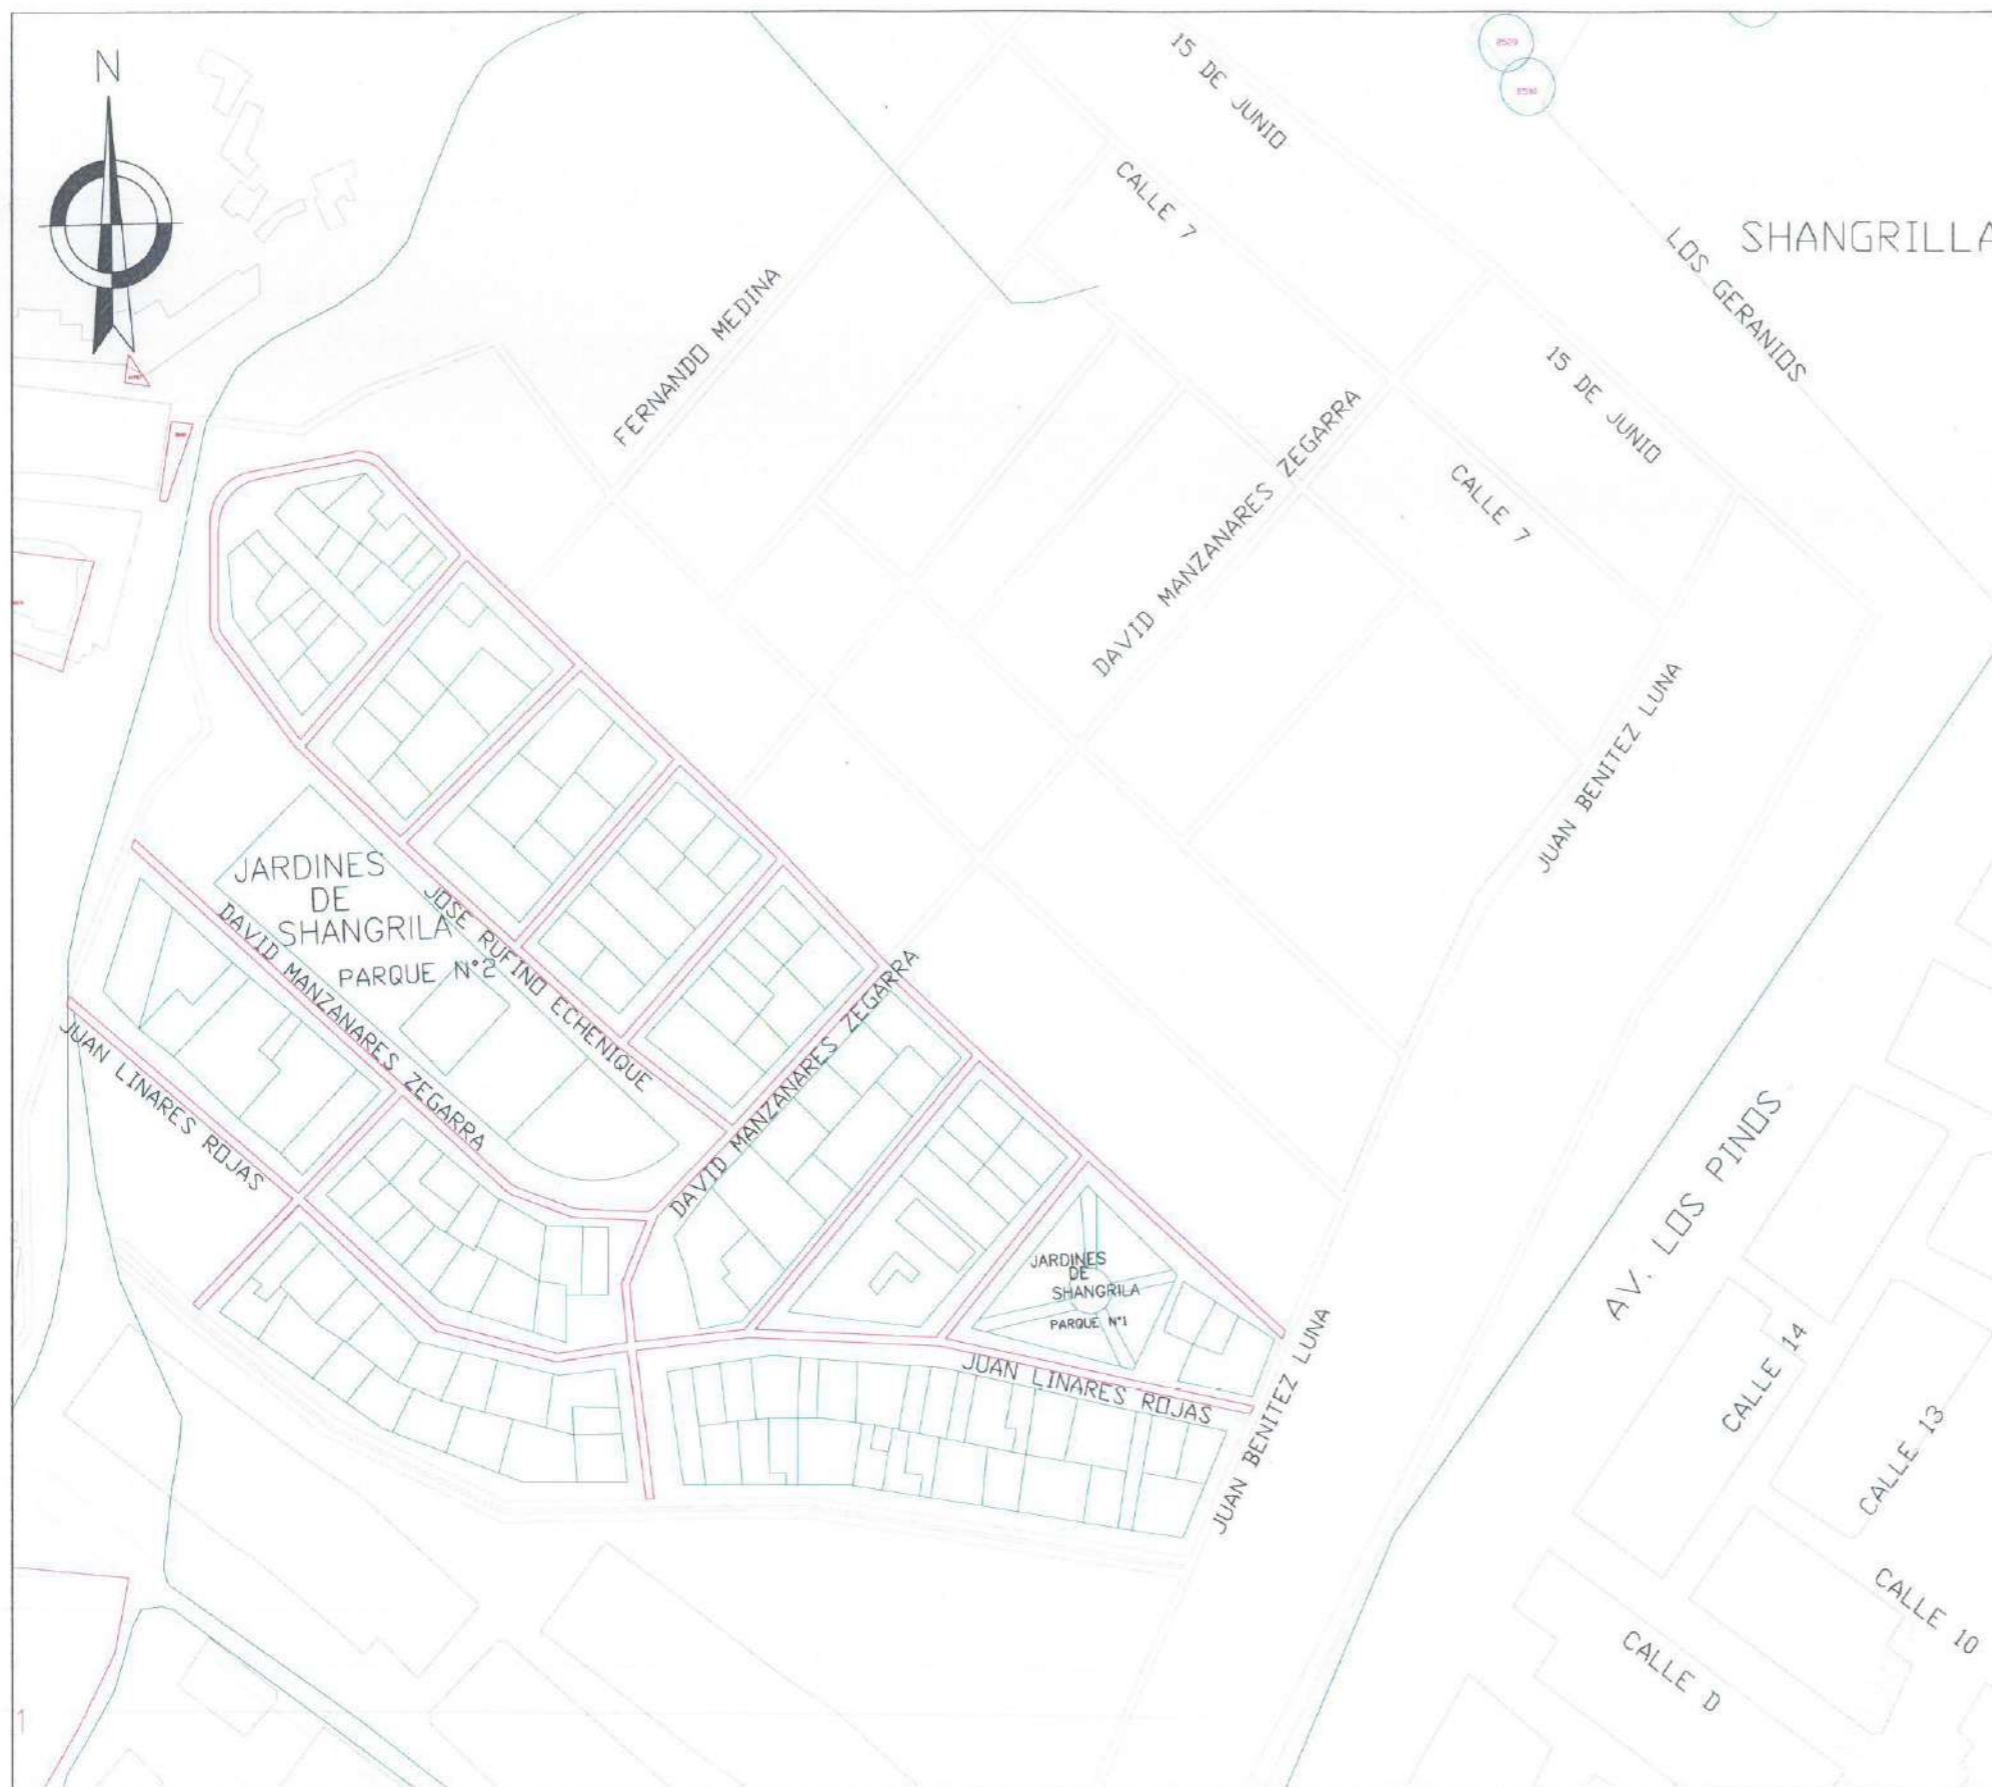 N
15 DE JUNIO
CALLE 7
SHANGRILLA
LOS GERANIOS
FERNANDO MEDINA
15 DE JUNIO
DAVID MANZANARES ZEGARRA
CALLE 7
JUAN BENITEZ LUNA
JARDINES
DE
SHANGRILA
PARQUE N°2
JOSE RUFINO ECHENIQUE
DAVID MANZANARES ZEGARRA
DAVID MANZANARES ZEGARRA
JUAN LINARES ROJAS
AV. LOS PINOS
JARDINES
DE
SHANGRILA
PARQUE N°1
JUAN LINARES ROJAS
JUAN BENITEZ LUNA
CALLE 14
CALLE 13
CALLE 10
CALLE D
1